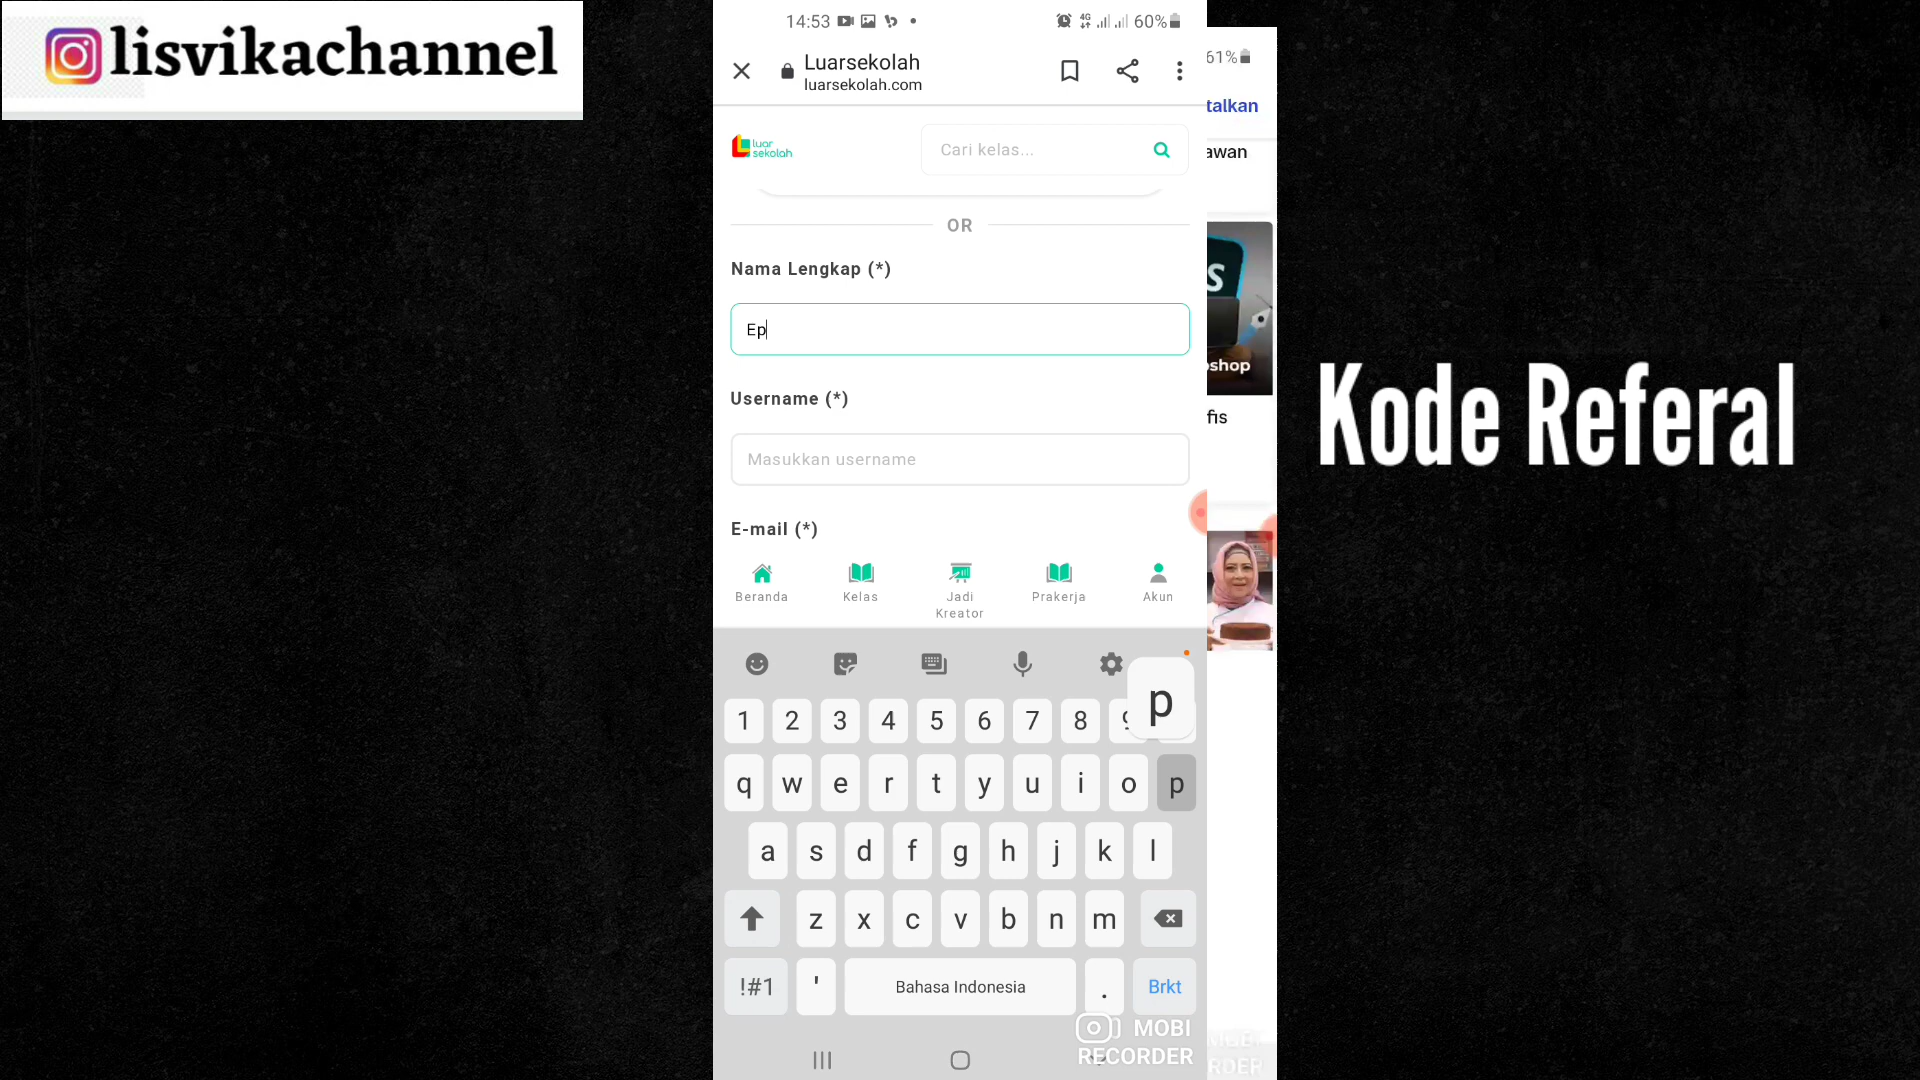 lisvikachannel
14:53
4G
60%
Luarsekolah
luarsekolah.com
luar
sekolah
Cari kelas...
OR
Nama Lengkap (*)
Ep
Username (*)
Masukkan username
E-mail (*)
Beranda
Kelas
Jadi
Kreator
Prakerja
Akun
p
1 2 3 4 5 6 7 8
q w e r t y u i o p
a s d f g h j k l
z x c v b n m
!#1 ' Bahasa Indonesia . Brkt
MOBI
RECORDER
61%
talkan
awan
S
shop
fis
Kode Referal